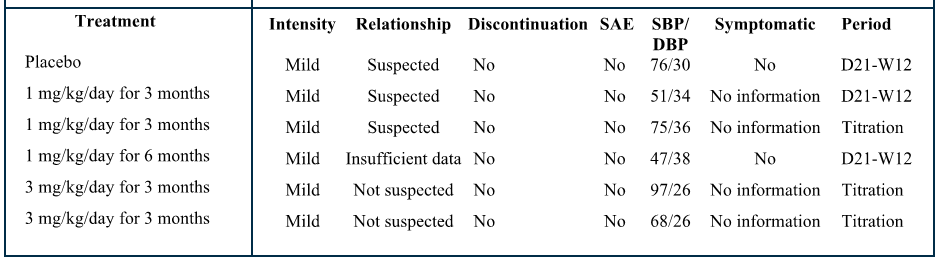 Treatment Intensity Relationship Discontinuation SAE SBP/DBP Symptomatic Period
Placebo Mild Suspected No No 76/30 No D21-W12
1 mg/kg/day for 3 months Mild Suspected No No 51/34 No information D21-W12
1 mg/kg/day for 3 months Mild Suspected No No 75/36 No information Titration
1 mg/kg/day for 6 months Mild Insufficient data No No 47/38 No D21-W12
3 mg/kg/day for 3 months Mild Not suspected No No 97/26 No information Titration
3 mg/kg/day for 3 months Mild Not suspected No No 68/26 No information Titration